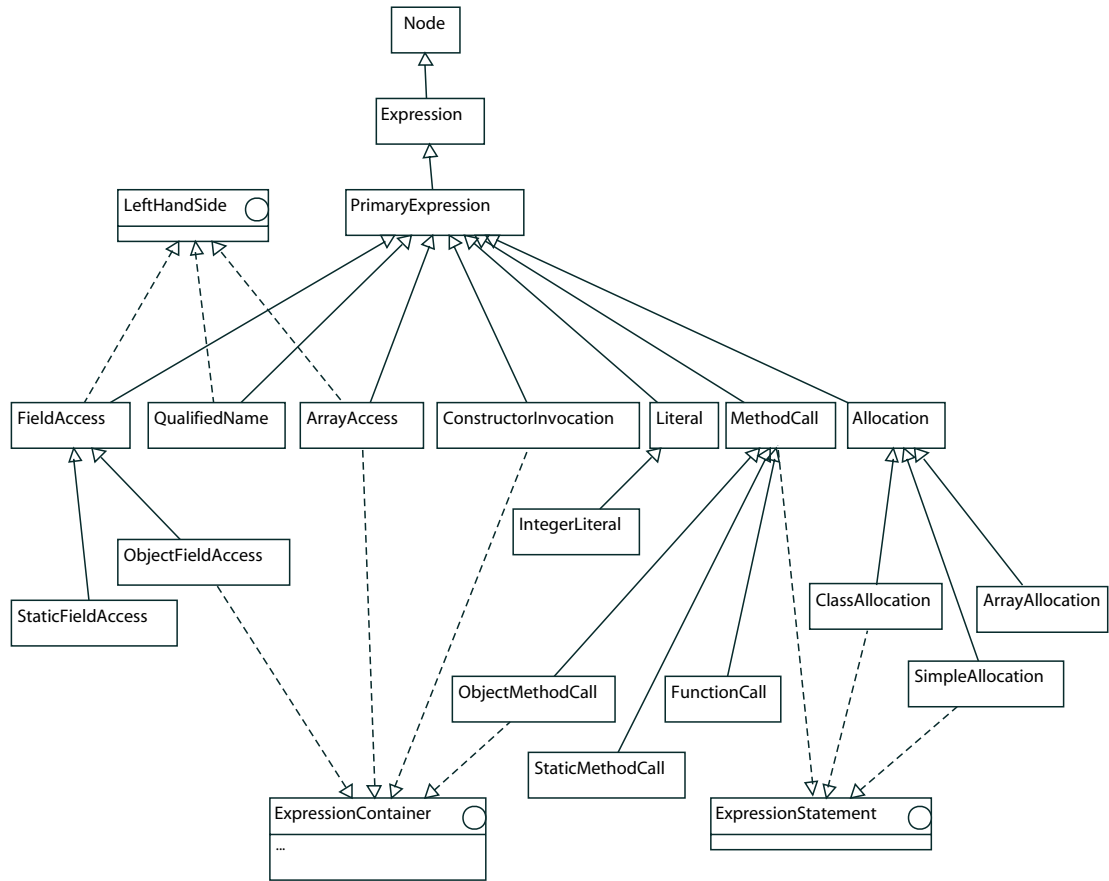 Node
Expression
LeftHandSide
PrimaryExpression
FieldAccess
QualifiedName
ArrayAccess
ConstructorInvocation
Literal
MethodCall
Allocation
IntegerLiteral
ObjectFieldAccess
StaticFieldAccess
ClassAllocation
ArrayAllocation
SimpleAllocation
ObjectMethodCall
FunctionCall
StaticMethodCall
ExpressionContainer
...
ExpressionStatement